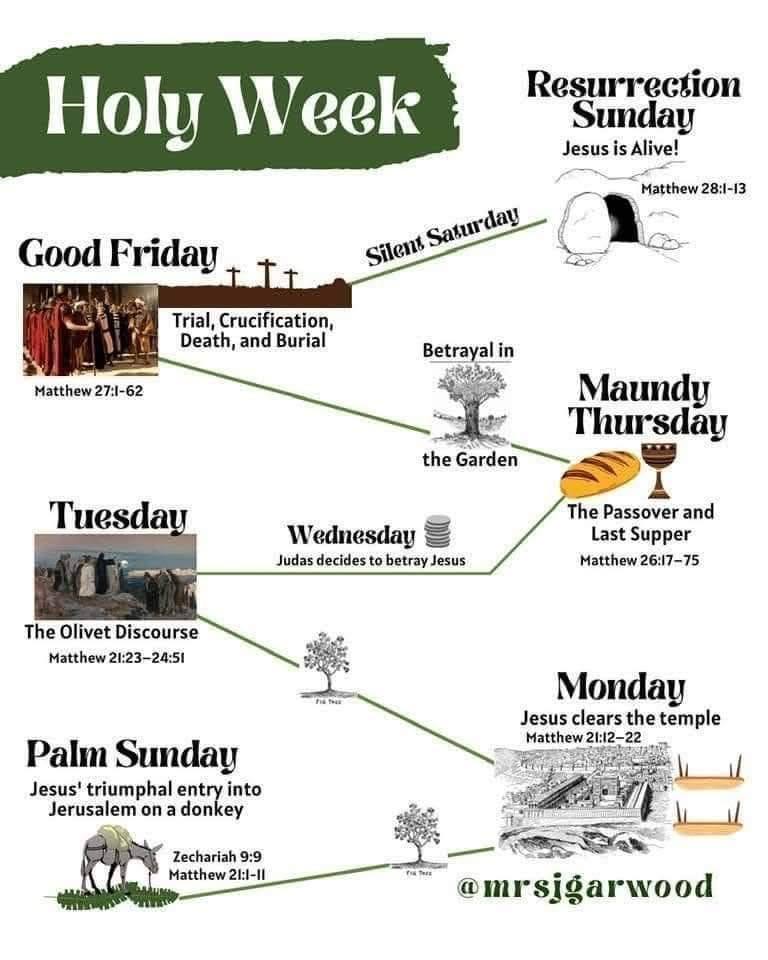 Holy Week
Resurrection
Sunday
Jesus is Alive!
Matthew 28:1-13
Silent Saturday
Good Friday
Trial, Crucifixion,
Death, and Burial
Matthew 27:1-62
Betrayal in
the Garden
Maundy
Thursday
The Passover and
Last Supper
Matthew 26:17–75
Wednesday
Judas decides to betray Jesus
Tuesday
The Olivet Discourse
Matthew 21:23–24:51
Fig Tree
Monday
Jesus clears the temple
Matthew 21:12–22
Palm Sunday
Jesus' triumphal entry into
Jerusalem on a donkey
Zechariah 9:9
Matthew 21:1-11
Fig Tree
@mrsjgarwood